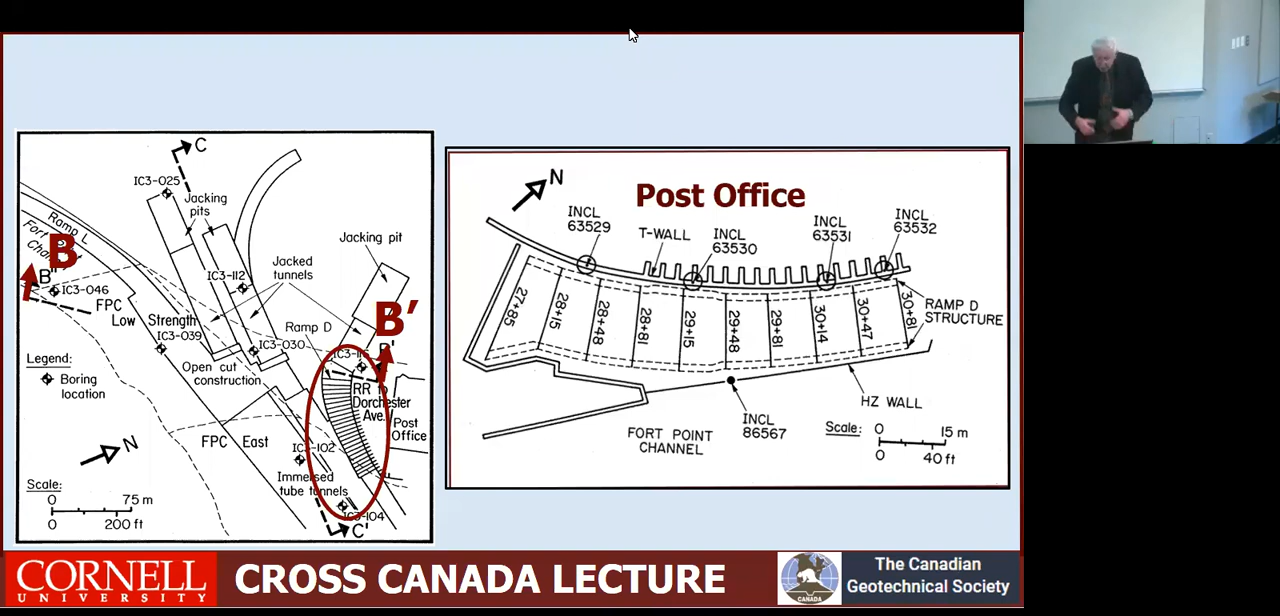 C
IC3-025
Jacking
pits
Ramp L
Fort
Ch
B
B
IC3-046
FPC
Low
Strength
IC3-039
IC3-112
Jacked
tunnels
Jacking pit
Ramp D
B'
IC3-030
Open cut
construction
RR to
Dorchester
Ave.
Post
Office
Legend:
Boring
location
N
FPC East
IC3-102
Immersed
tube tunnels
IC3-104
C'
Scale:
0 75 m
0 200 ft
N
Post Office
INCL
63529
T-WALL
INCL
63530
INCL
63531
INCL
63532
27+85
28+15
28+48
28+81
29+15
29+48
29+81
30+14
30+47
30+81
RAMP D
STRUCTURE
HZ WALL
INCL
86567
FORT POINT
CHANNEL
Scale: 0 15 m
0 40 ft
CORNELL
UNIVERSITY
CROSS CANADA LECTURE
CANADA
The Canadian
Geotechnical Society